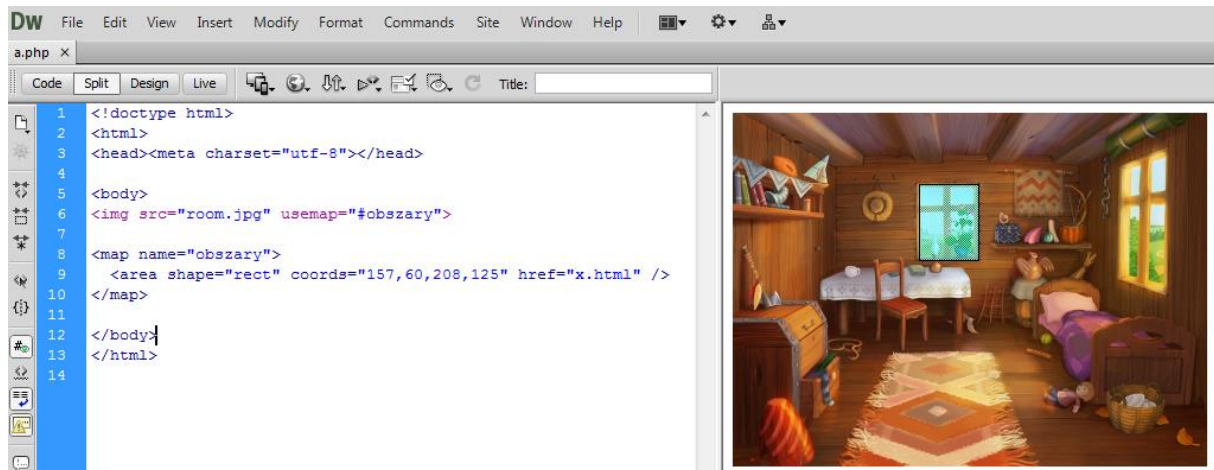 DW File Edit View Insert Modify Format Commands Site Window Help
a.php ×
Code Split Design Live Title:
1 <!doctype html>
2 <html>
3 <head><meta charset="utf-8"></head>
4
5 <body>
6 <img src="room.jpg" usemap="#obszary">
7
8 <map name="obszary">
9 <area shape="rect" coords="157,60,208,125" href="x.html" />
10 </map>
11
12 </body>
13 </html>
14